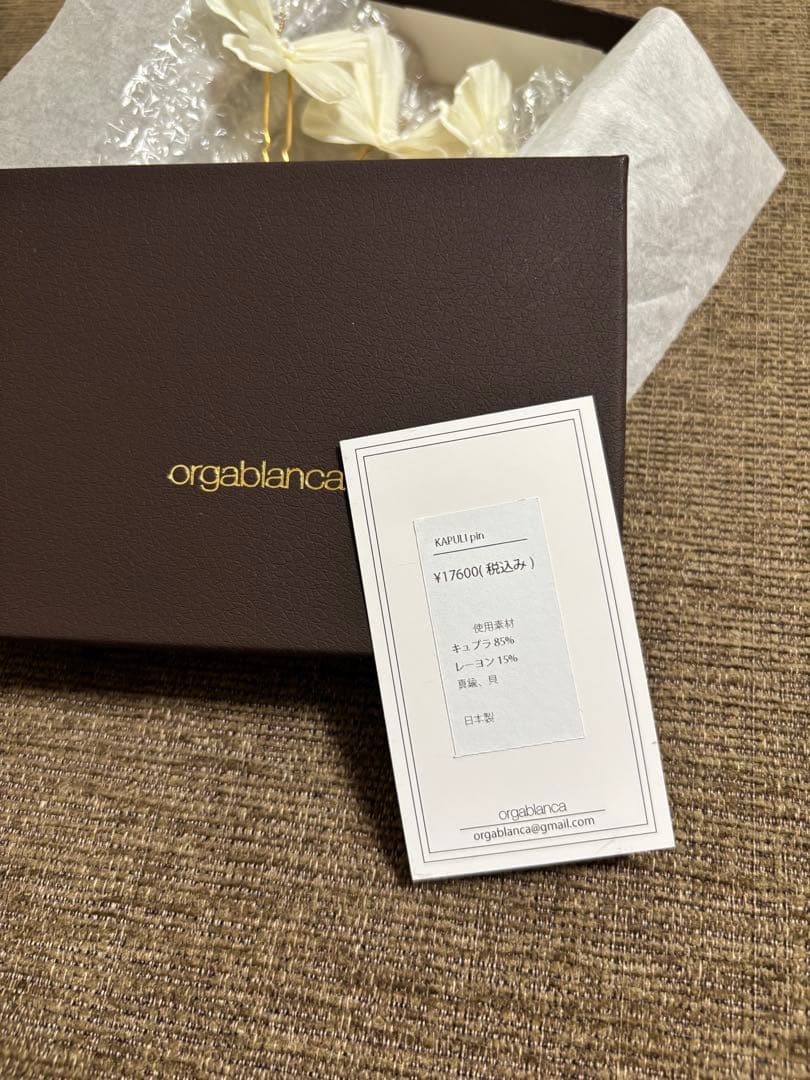 orgablanca
KAPULI pin
¥17600(税込み)
使用素材
キュプラ 85%
レーヨン 15%
真鍮、貝
日本製
orgablanca
orgablanca@gmail.com